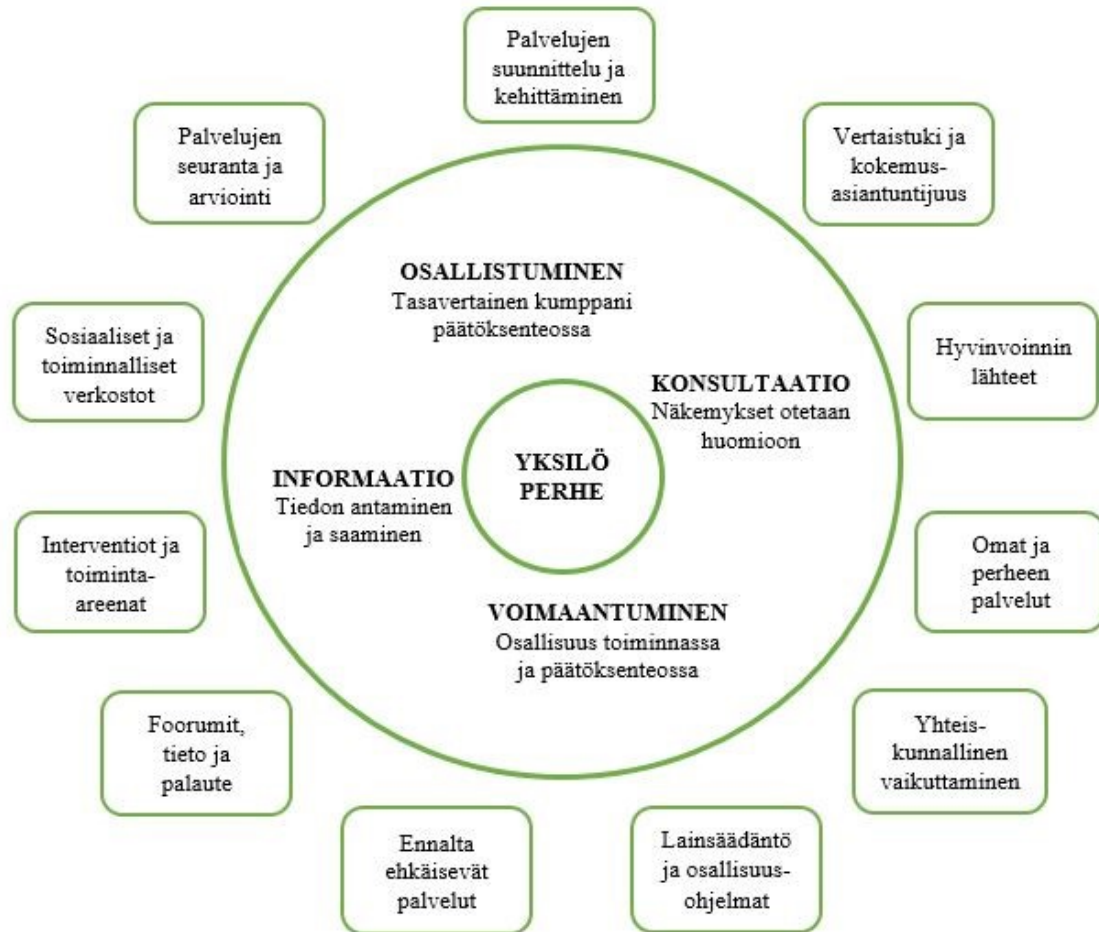 Palvelujen
suunnittelu ja
kehittäminen
Palvelujen
seuranta ja
arviointi
Vertaistuki ja
kokemus-
asiantuntijuus
OSALLISTUMINEN
Tasavertainen kumppani
päätöksenteossa
Sosiaaliset ja
toiminnalliset
verkostot
Hyvinvoinnin
lähteet
KONSULTAATIO
Näkemykset otetaan
huomioon
YKSILÖ
PERHE
INFORMAATIO
Tiedon antaminen
ja saaminen
Interventiot ja
toiminta-
areenat
Omat ja
perheen
palvelut
VOIMAANTUMINEN
Osallisuus toiminnassa
ja päätöksenteossa
Foorumit,
tieto ja
palaute
Yhteis-
kunnallinen
vaikuttaminen
Ennalta
ehkäisevät
palvelut
Lainsäädäntö
ja osallisuus-
ohjelmat